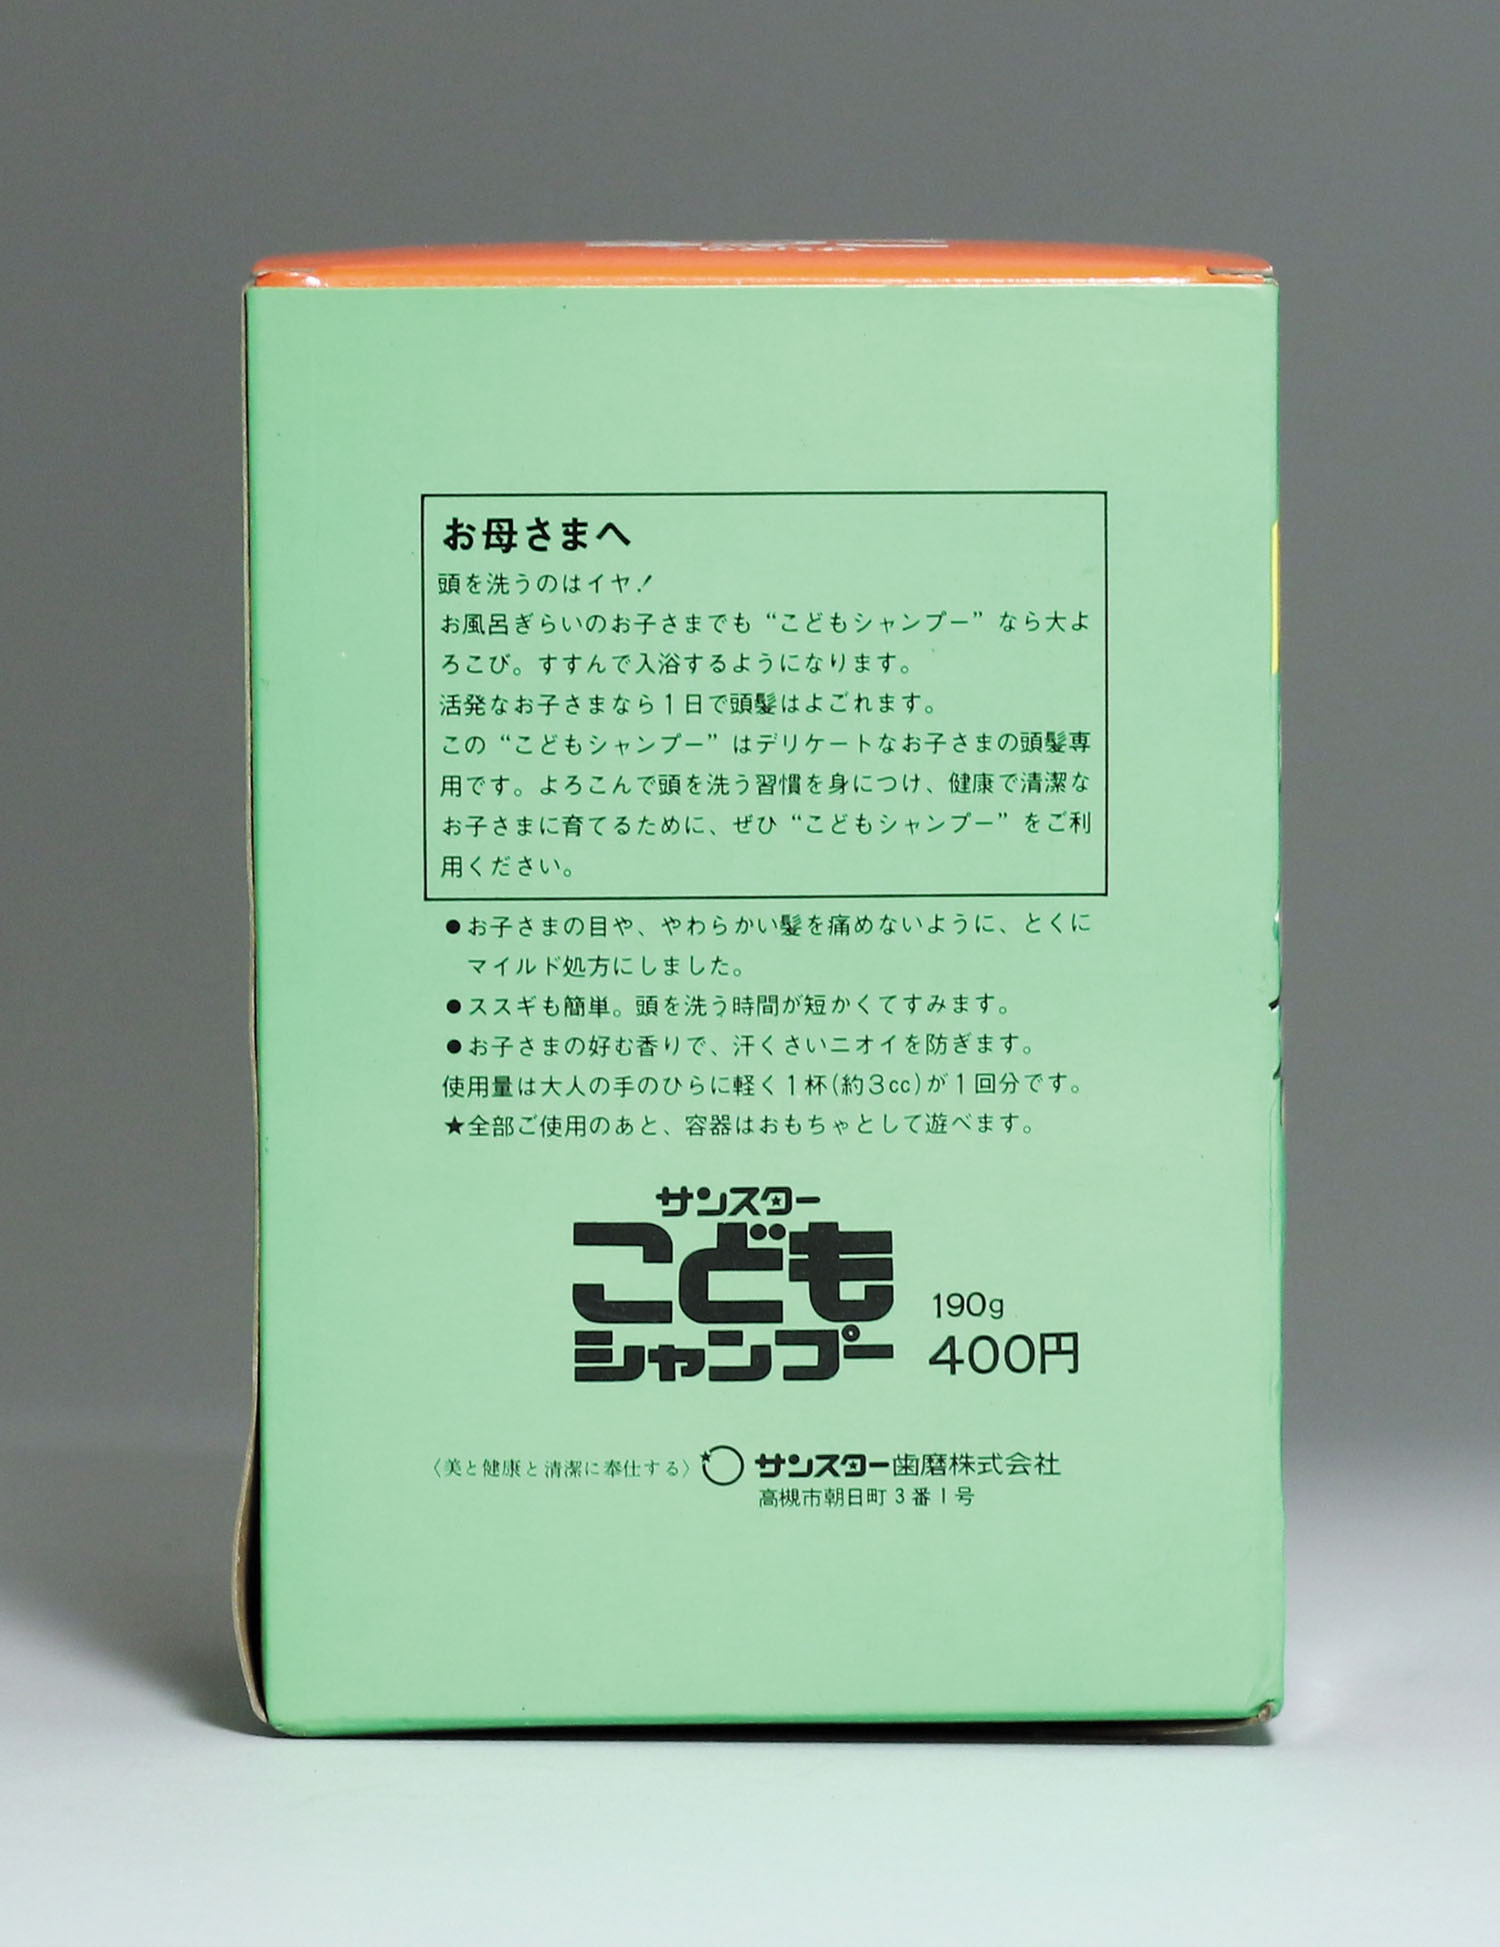 お母さまへ
頭を洗うのはイヤ！
お風呂ぎらいのお子さまでも“こどもシャンプー”なら大よ
ろこび。すすんで入浴するようになります。
活発なお子さまなら1日で頭髪はよごれます。
この“こどもシャンプー”はデリケートなお子さまの頭髪専
用です。よろこんで頭を洗う習慣を身につけ、健康で清潔な
お子さまに育てるために、ぜひ“こどもシャンプー”をご利
用ください。
●お子さまの目や、やわらかい髪を痛めないように、とくに
マイルド処方にしました。
●ススギも簡単。頭を洗う時間が短かくてすみます。
●お子さまの好む香りで、汗くさいニオイを防ぎます。
使用量は大人の手のひらに軽く1杯(約3cc)が1回分です。
★全部ご使用のあと、容器はおもちゃとして遊べます。
サンスター
こども
シャンプー
190g
400円
〈美と健康と清潔に奉仕する〉サンスター歯磨株式会社
高槻市朝日町3番1号